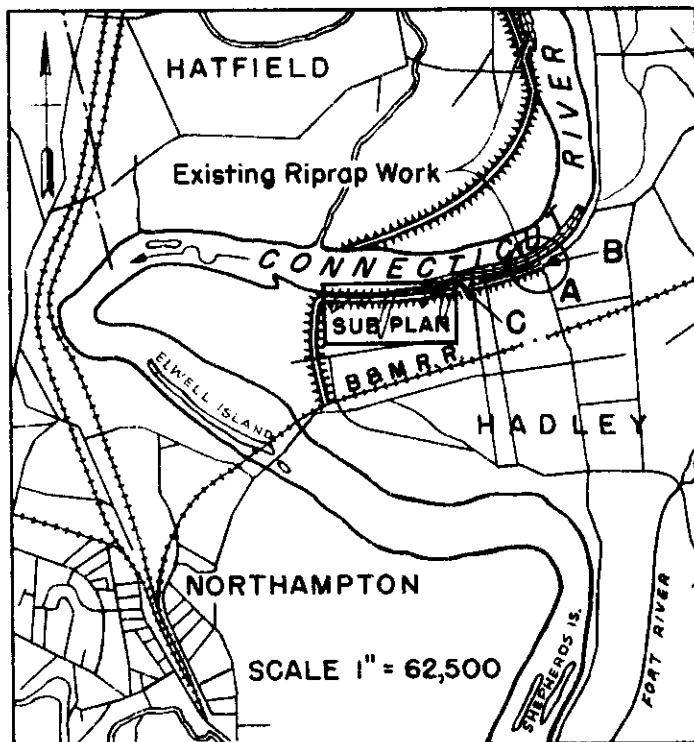 HATFIELD
Existing Riprap Work
CONNECTICUT RIVER
B
A
C
SUB PLAN
B B M R. R.
ELWELL ISLAND
HADLEY
NORTHAMPTON
SCALE 1" = 62,500
SHEPHERDS IS.
FORT RIVER